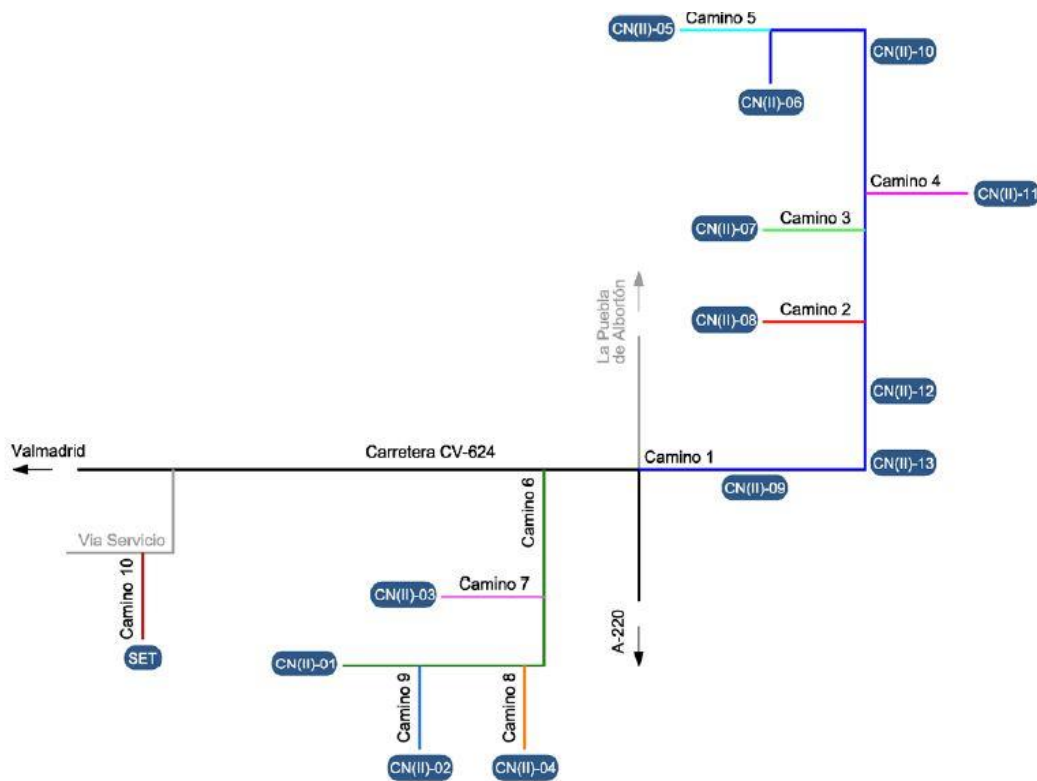 Camino 5
CN(II)-05
CN(II)-10
CN(II)-06
Camino 4
CN(II)-11
Camino 3
CN(II)-07
La Puebla
de Albortón
Camino 2
CN(II)-08
CN(II)-12
Valmadrid
Carretera CV-624
Camino 1
CN(II)-13
CN(II)-09
Camino 6
Via Servicio
Camino 10
Camino 7
CN(II)-03
A-220
SET
CN(II)-01
Camino 9
Camino 8
CN(II)-02
CN(II)-04